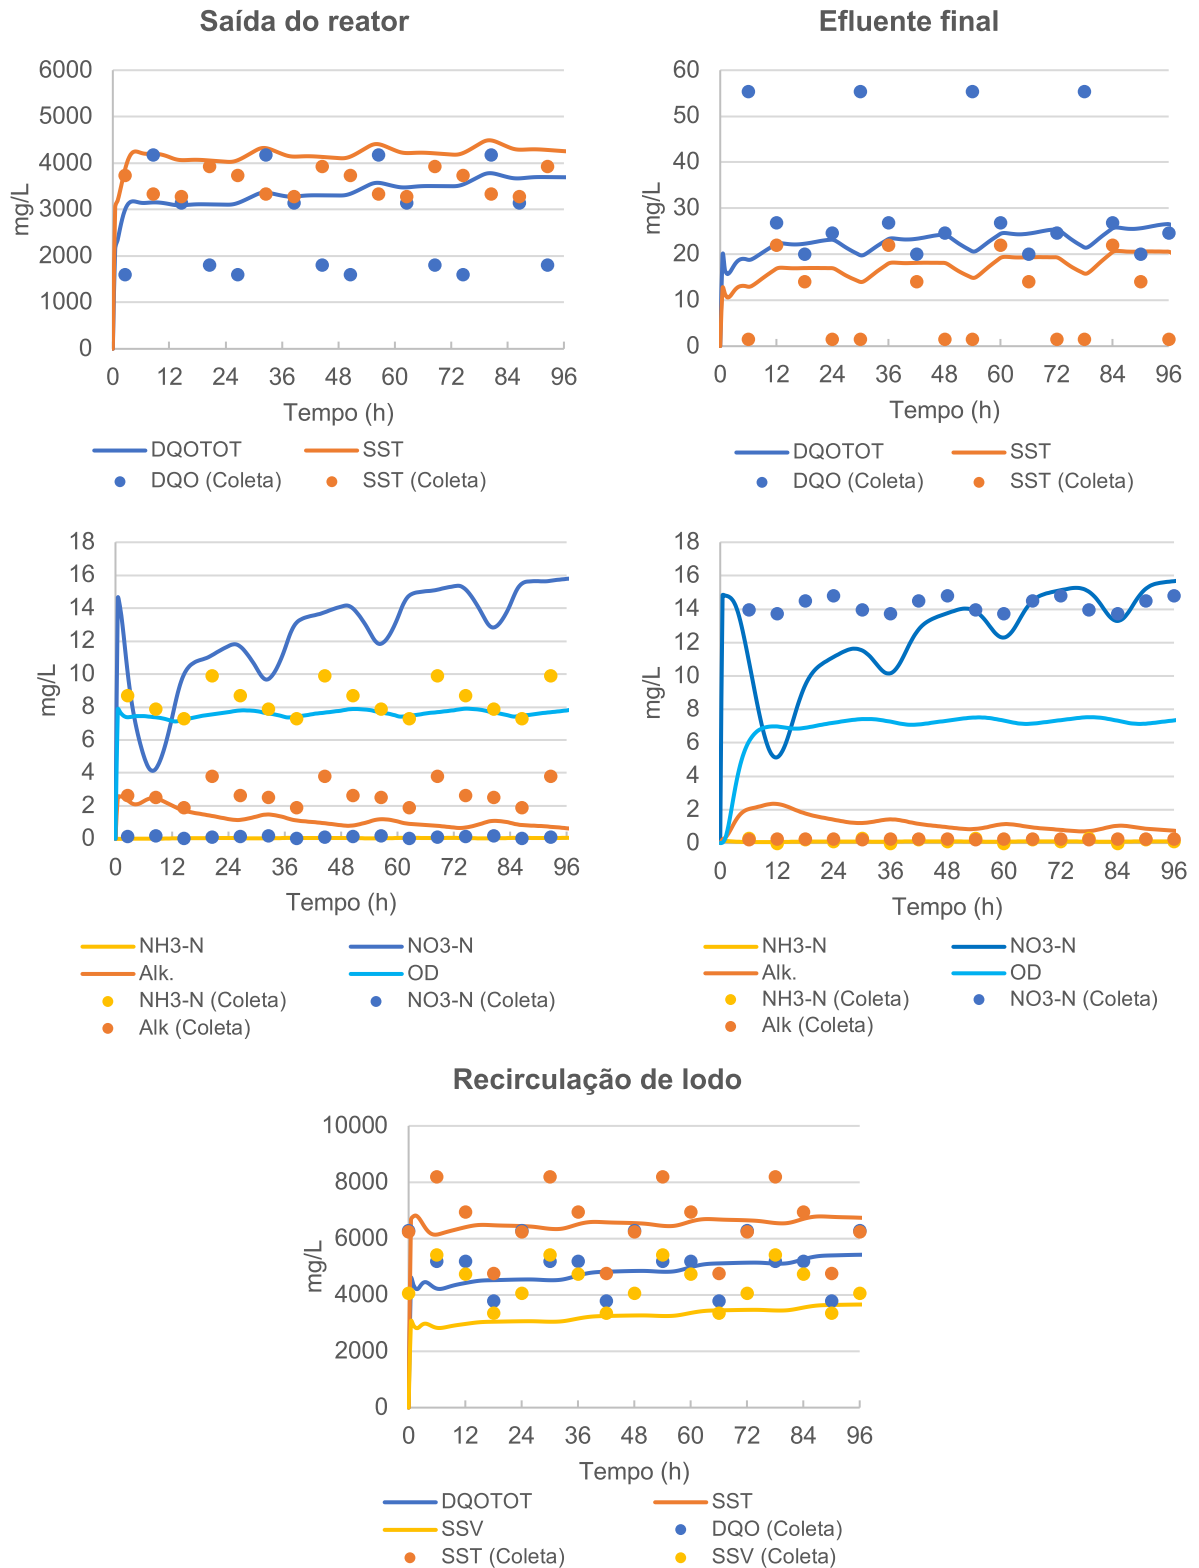 Saída do reator
6000
5000
4000
3000
2000
1000
0
mg/L
0 12 24 36 48 60 72 84 96
Tempo (h)
DQOTOT SST
DQO (Coleta) SST (Coleta)
Efluente final
60
50
40
30
20
10
0
mg/L
0 12 24 36 48 60 72 84 96
Tempo (h)
DQOTOT SST
DQO (Coleta) SST (Coleta)
18
16
14
12
10
8
6
4
2
0
mg/L
0 12 24 36 48 60 72 84 96
Tempo (h)
NH3-N NO3-N
Alk. OD
NH3-N (Coleta) NO3-N (Coleta)
Alk (Coleta)
18
16
14
12
10
8
6
4
2
0
mg/L
0 12 24 36 48 60 72 84 96
Tempo (h)
NH3-N NO3-N
Alk. OD
NH3-N (Coleta) NO3-N (Coleta)
Alk (Coleta)
Recirculação de lodo
10000
8000
6000
4000
2000
0
mg/L
0 12 24 36 48 60 72 84 96
Tempo (h)
DQOTOT SST
SSV DQO (Coleta)
SST (Coleta) SSV (Coleta)